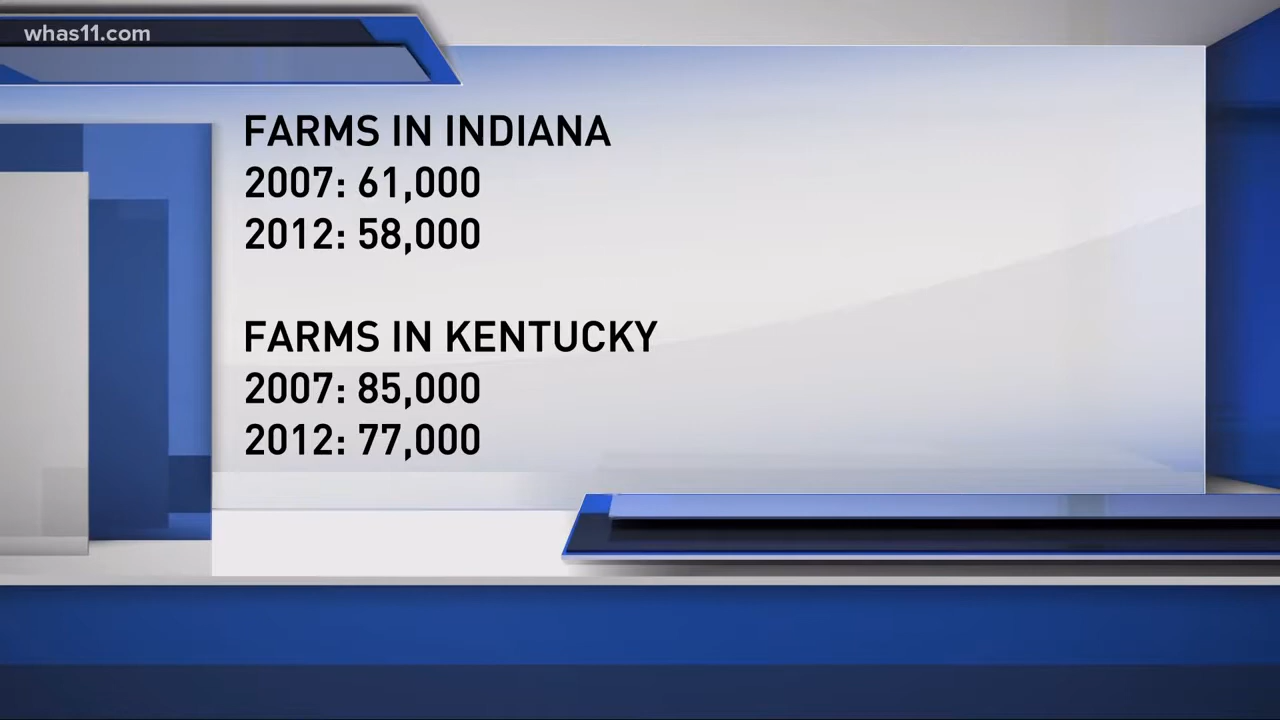 whas11.com
FARMS IN INDIANA
2007: 61,000
2012: 58,000
FARMS IN KENTUCKY
2007: 85,000
2012: 77,000